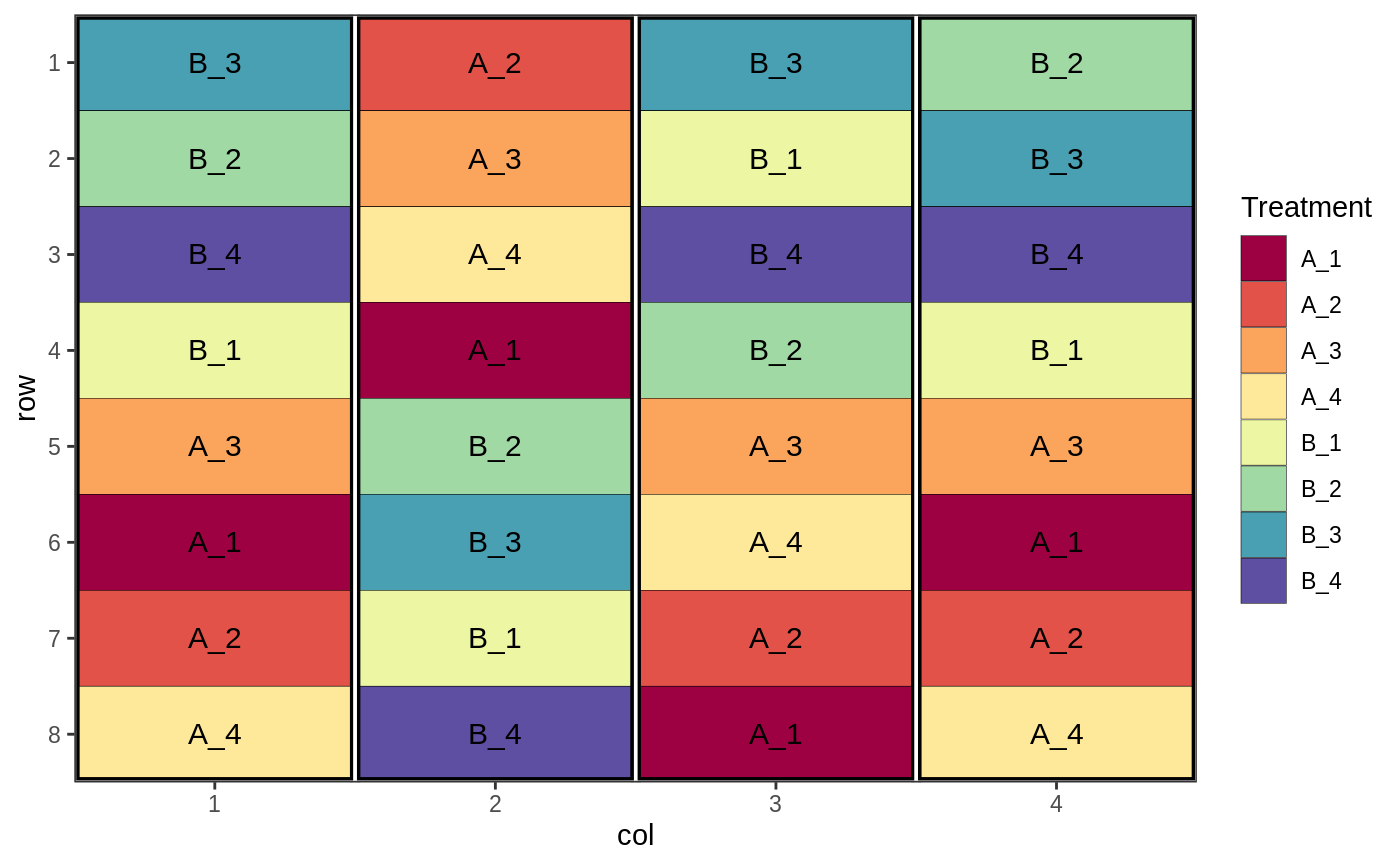 1 B_3 A_2 B_3 B_2
2 B_2 A_3 B_1 B_3
3 B_4 A_4 B_4 B_4
4 B_1 A_1 B_2 B_1
5 A_3 B_2 A_3 A_3
6 A_1 B_3 A_4 A_1
7 A_2 B_1 A_2 A_2
8 A_4 B_4 A_1 A_4
row
1 2 3 4
col
Treatment
A_1
A_2
A_3
A_4
B_1
B_2
B_3
B_4